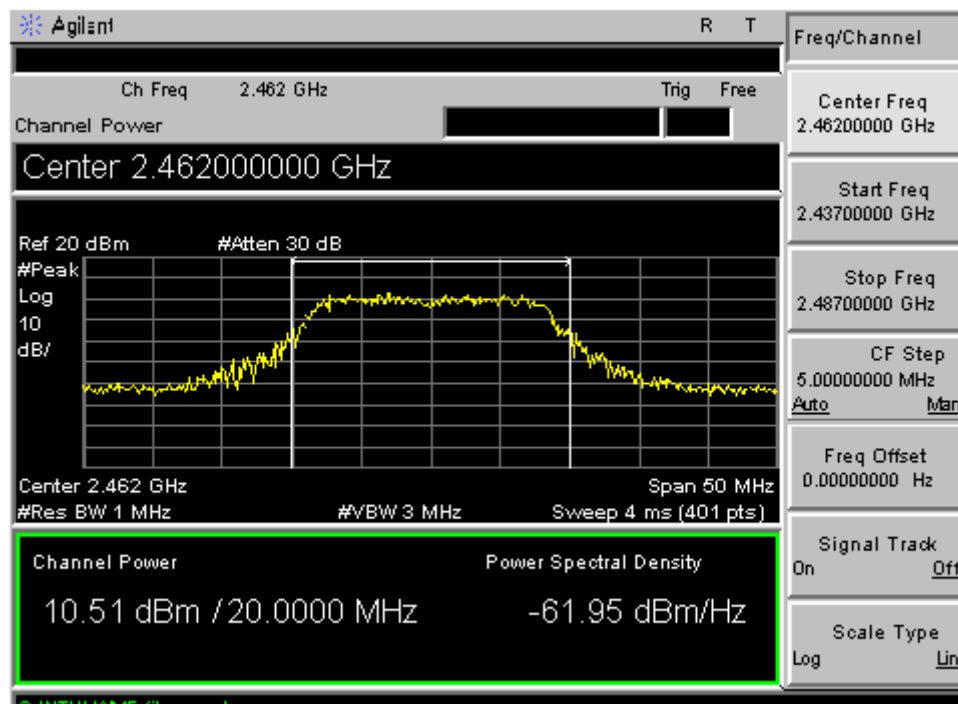 Agilent R T
Freq/Channel
Ch Freq 2.462 GHz Trig Free
Channel Power
Center 2.462000000 GHz
Ref 20 dBm #Atten 30 dB
#Peak
Log
10
dB/
Center 2.462 GHz Span 50 MHz
#Res BW 1 MHz #VBW 3 MHz Sweep 4 ms (401 pts)
Channel Power Power Spectral Density
10.51 dBm / 20.0000 MHz -61.95 dBm/Hz
Center Freq
2.46200000 GHz
Start Freq
2.43700000 GHz
Stop Freq
2.48700000 GHz
CF Step
5.00000000 MHz
Auto Man
Freq Offset
0.00000000 Hz
Signal Track
On Off
Scale Type
Log Lin